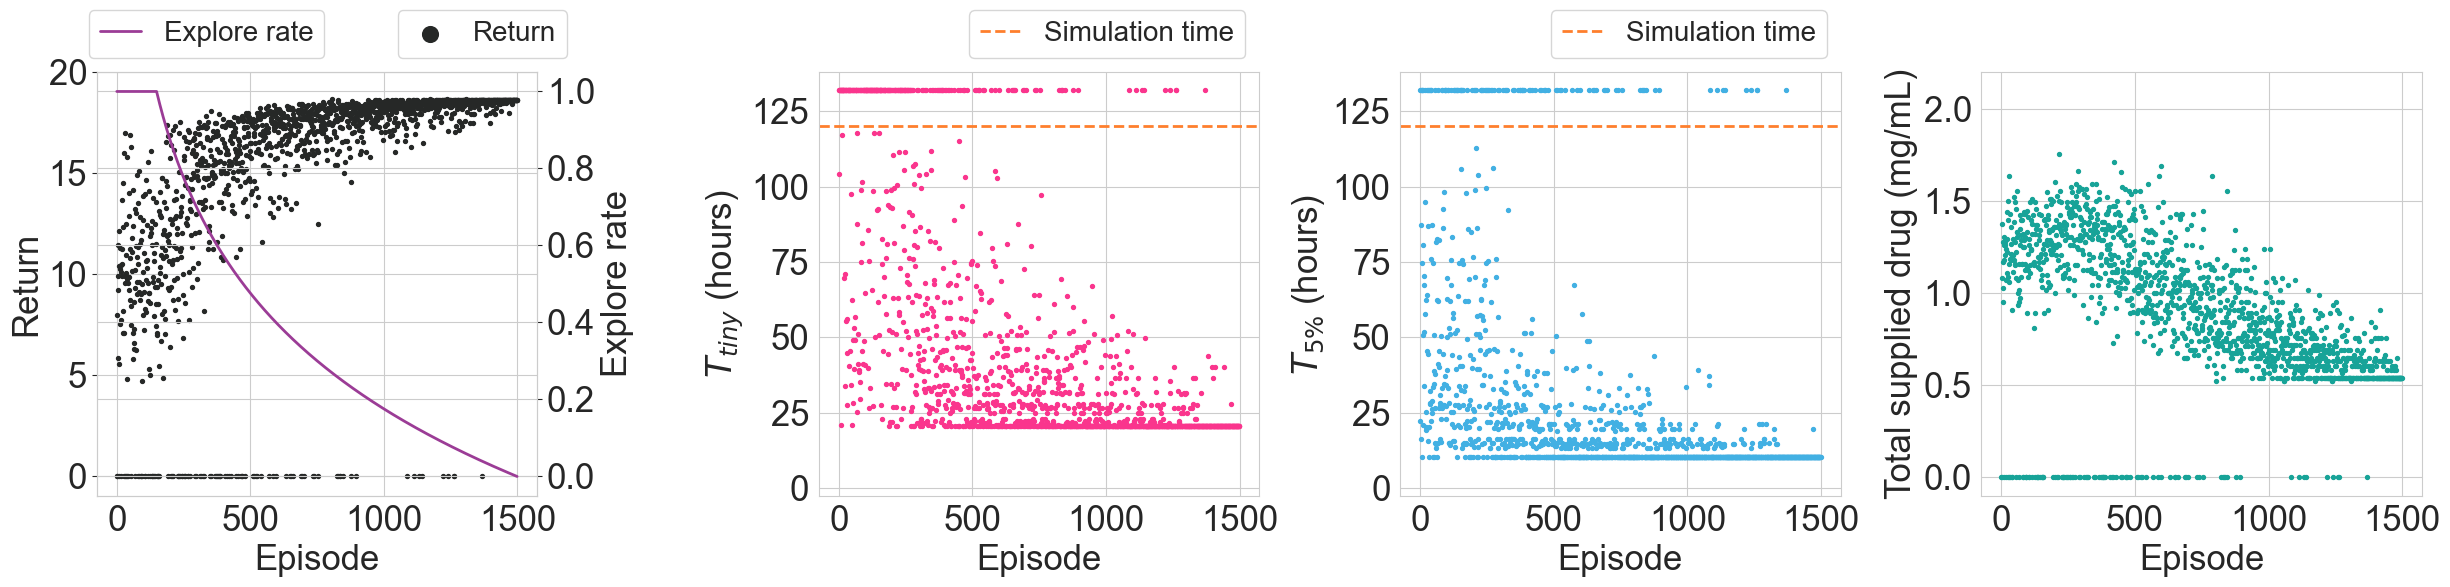 Explore rate
Return
Return
20
15
10
5
0
1.0
0.8
0.6
0.4
0.2
0.0
Explore rate
0 500 1000 1500
Episode
Simulation time
T_tiny (hours)
125
100
75
50
25
0
0 500 1000 1500
Episode
Simulation time
T_5% (hours)
125
100
75
50
25
0
0 500 1000 1500
Episode
Total supplied drug (mg/mL)
2.0
1.5
1.0
0.5
0.0
0 500 1000 1500
Episode